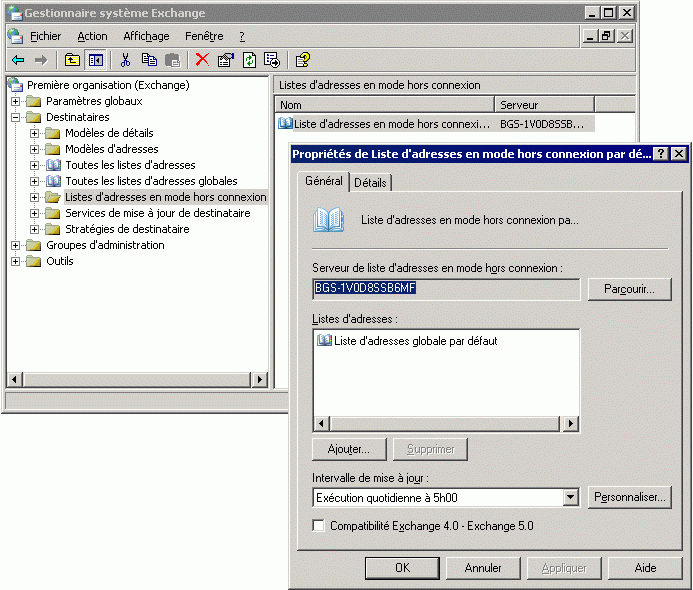 Gestionnaire système Exchange
Fichier Action Affichage Fenêtre ?
Première organisation (Exchange)
Paramètres globaux
Destinataires
Modèles de détails
Modèles d'adresses
Toutes les listes d'adresses
Toutes les listes d'adresses globales
Listes d'adresses en mode hors connexion
Services de mise à jour de destinataire
Stratégies de destinataire
Groupes d'administration
Outils
Listes d'adresses en mode hors connexion
Nom Serveur
Liste d'adresses en mode hors connexi... BGS-1V0D8SSB...
Propriétés de Liste d'adresses en mode hors connexion par dé...
Général Détails
Liste d'adresses en mode hors connexion pa...
Serveur de liste d'adresses en mode hors connexion :
BGS-1V0D8SSB6MF Parcourir...
Listes d'adresses :
Liste d'adresses globale par défaut
Ajouter... Supprimer
Intervalle de mise à jour :
Exécution quotidienne à 5h00 Personnaliser...
Compatibilité Exchange 4.0 - Exchange 5.0
OK Annuler Appliquer Aide